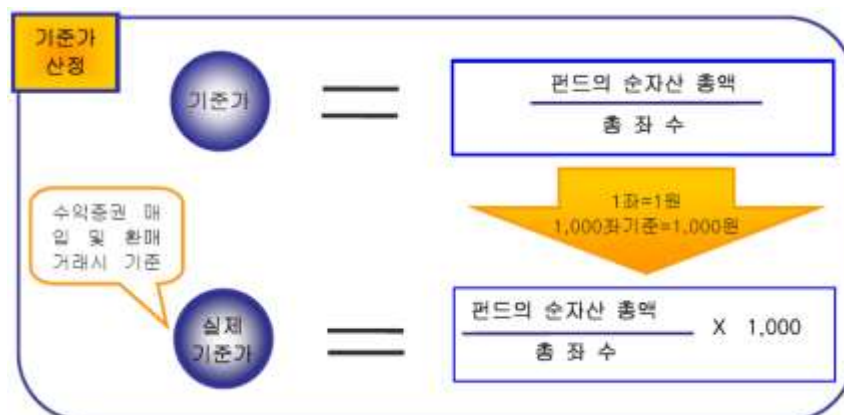 기준가
산정
기준가
펀드의 순자산 총액
총 좌 수
1좌=1원
1,000좌기준=1,000원
수익증권 매
입 및 환매
거래시 기준
실제
기준가
펀드의 순자산 총액
총 좌 수
X 1,000